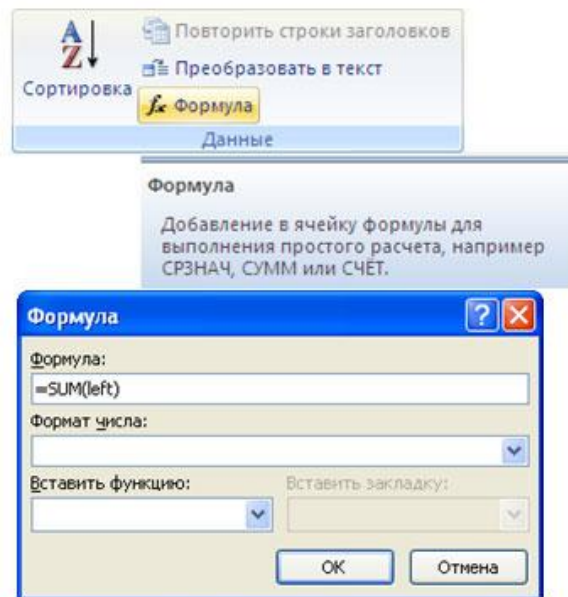 Повторить строки заголовков
Преобразовать в текст
Сортировка
fx Формула
Данные
Формула
Добавление в ячейку формулы для
выполнения простого расчета, например
СРЗНАЧ, СУММ или СЧЁТ.
Формула
Формула:
=SUM(left)
Формат числа:
Вставить функцию:
Вставить закладку:
ОК
Отмена